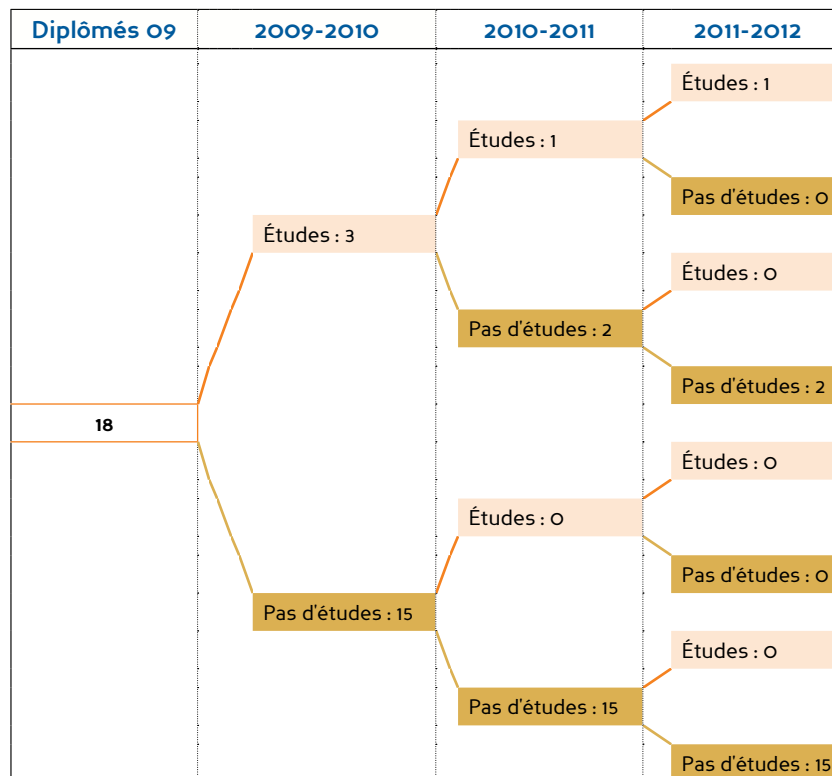 Diplômés 09 2009-2010 2010-2011 2011-2012
Études : 1
Études : 1
Pas d'études : 0
Études : 3
Études : 0
Pas d'études : 2
Pas d'études : 2
18
Études : 0
Études : 0
Pas d'études : 0
Pas d'études : 15
Études : 0
Pas d'études : 15
Pas d'études : 15